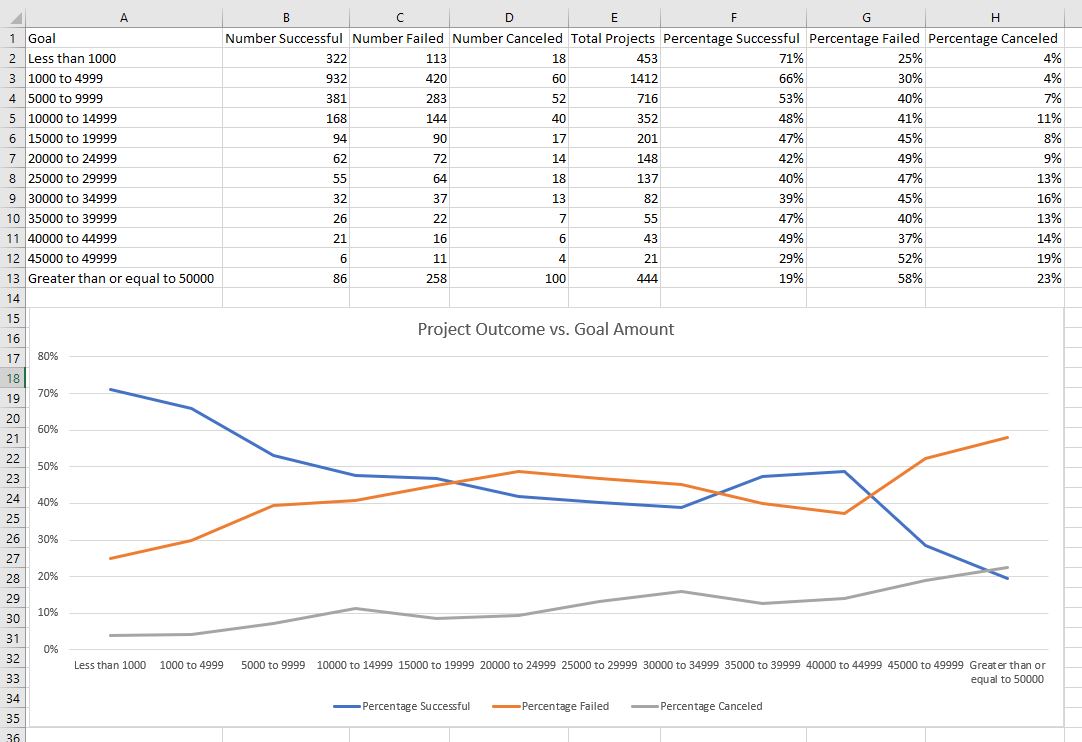 A B C D E F G H
1 Goal Number Successful Number Failed Number Canceled Total Projects Percentage Successful Percentage Failed Percentage Canceled
2 Less than 1000 322 113 18 453 71% 25% 4%
3 1000 to 4999 932 420 60 1412 66% 30% 4%
4 5000 to 9999 381 283 52 716 53% 40% 7%
5 10000 to 14999 168 144 40 352 48% 41% 11%
6 15000 to 19999 94 90 17 201 47% 45% 8%
7 20000 to 24999 62 72 14 148 42% 49% 9%
8 25000 to 29999 55 64 18 137 40% 47% 13%
9 30000 to 34999 32 37 13 82 39% 45% 16%
10 35000 to 39999 26 22 7 55 47% 40% 13%
11 40000 to 44999 21 16 6 43 49% 37% 14%
12 45000 to 49999 6 11 4 21 29% 52% 19%
13 Greater than or equal to 50000 86 258 100 444 19% 58% 23%
14
15
16
17
18
19
20
21
22
23
24
25
26
27
28
29
30
31
32
33
34
35
36
Project Outcome vs. Goal Amount
80%
70%
60%
50%
40%
30%
20%
10%
0%
Less than 1000 1000 to 4999 5000 to 9999 10000 to 14999 15000 to 19999 20000 to 24999 25000 to 29999 30000 to 34999 35000 to 39999 40000 to 44999 45000 to 49999 Greater than or
equal to 50000
Percentage Successful Percentage Failed Percentage Canceled